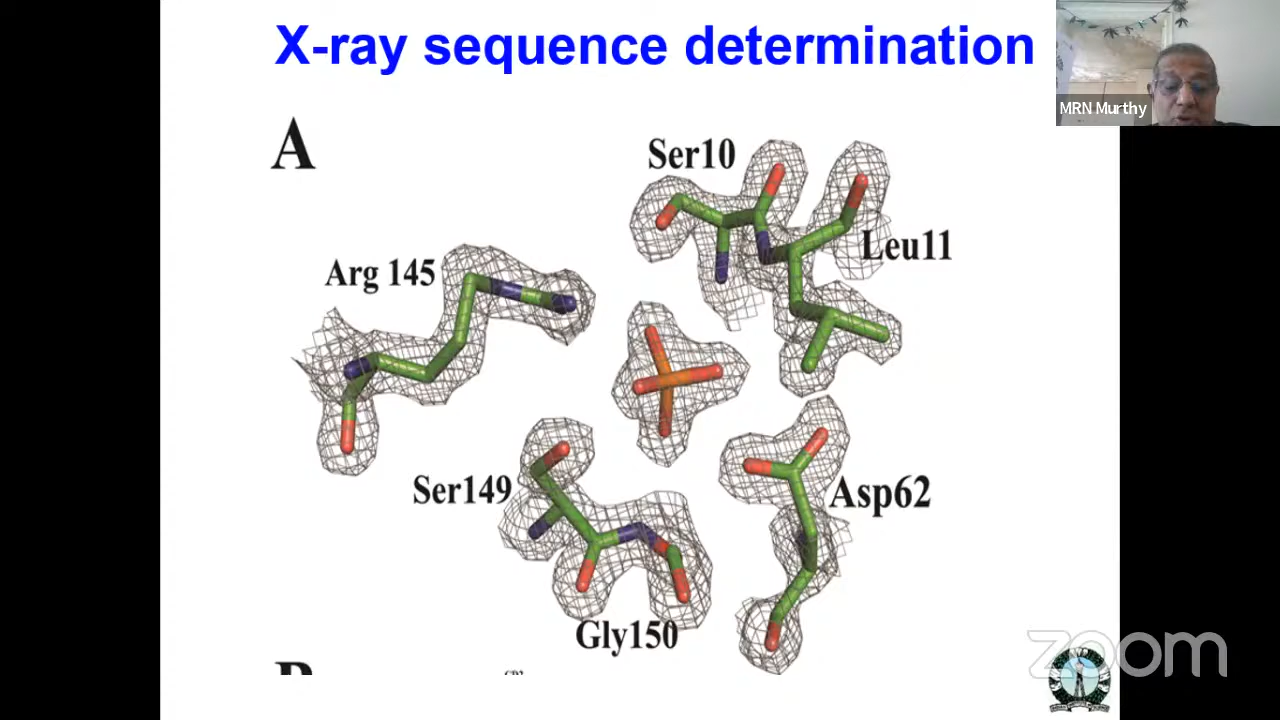 X-ray sequence determination
MRN Murthy
A
Ser10
Leu11
Arg 145
Ser149
Asp62
Gly150
zoom